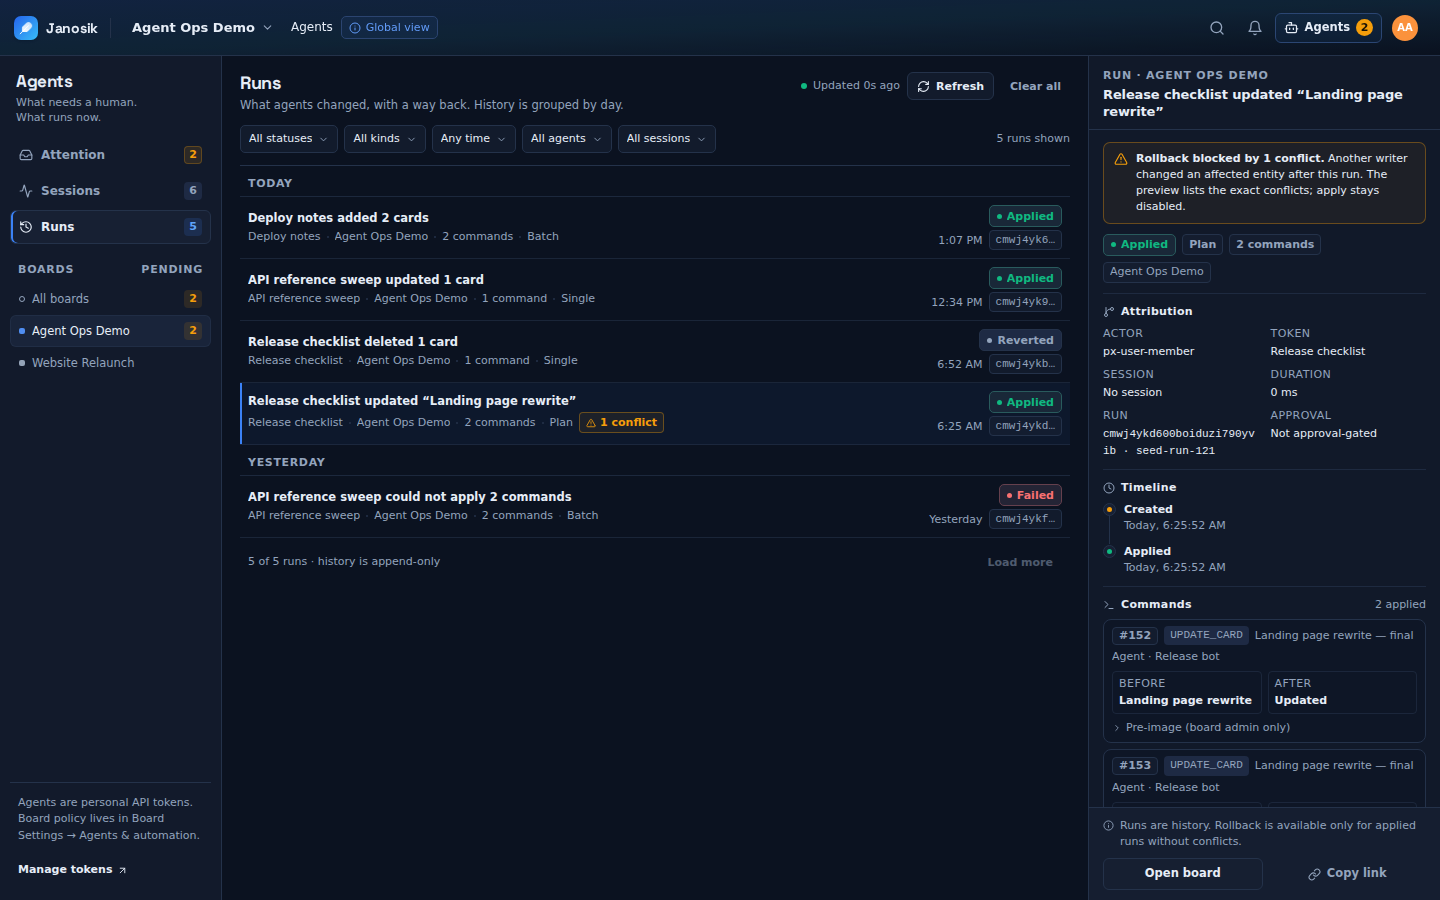 Janosik
Agent Ops Demo
Agents
Global view
Agents 2
AA
Agents
What needs a human.
What runs now.
Attention 2
Sessions 6
Runs 5
BOARDS PENDING
All boards 2
Agent Ops Demo 2
Website Relaunch
Agents are personal API tokens.
Board policy lives in Board
Settings → Agents & automation.
Manage tokens
Runs
What agents changed, with a way back. History is grouped by day.
Updated 0s ago
Refresh
Clear all
All statuses
All kinds
Any time
All agents
All sessions
5 runs shown
TODAY
Deploy notes added 2 cards
Deploy notes · Agent Ops Demo · 2 commands · Batch
Applied
1:07 PM cmwj4yk6…
API reference sweep updated 1 card
API reference sweep · Agent Ops Demo · 1 command · Single
Applied
12:34 PM cmwj4yk9…
Release checklist deleted 1 card
Release checklist · Agent Ops Demo · 1 command · Single
Reverted
6:52 AM cmwj4ykb…
Release checklist updated “Landing page rewrite”
Release checklist · Agent Ops Demo · 2 commands · Plan 1 conflict
Applied
6:25 AM cmwj4ykd…
YESTERDAY
API reference sweep could not apply 2 commands
API reference sweep · Agent Ops Demo · 2 commands · Batch
Failed
Yesterday cmwj4ykf…
5 of 5 runs · history is append-only
Load more
RUN · AGENT OPS DEMO
Release checklist updated “Landing page
rewrite”
Rollback blocked by 1 conflict. Another writer
changed an affected entity after this run. The
preview lists the exact conflicts; apply stays
disabled.
Applied Plan 2 commands
Agent Ops Demo
Attribution
ACTOR TOKEN
px-user-member Release checklist
SESSION DURATION
No session 0 ms
RUN APPROVAL
cmwj4ykd600boiduzi790yv Not approval-gated
ib · seed-run-121
Timeline
Created
Today, 6:25:52 AM
Applied
Today, 6:25:52 AM
Commands 2 applied
#152 UPDATE_CARD Landing page rewrite — final
Agent · Release bot
BEFORE AFTER
Landing page rewrite Updated
Pre-image (board admin only)
#153 UPDATE_CARD Landing page rewrite — final
Agent · Release bot
Runs are history. Rollback is available only for applied
runs without conflicts.
Open board
Copy link